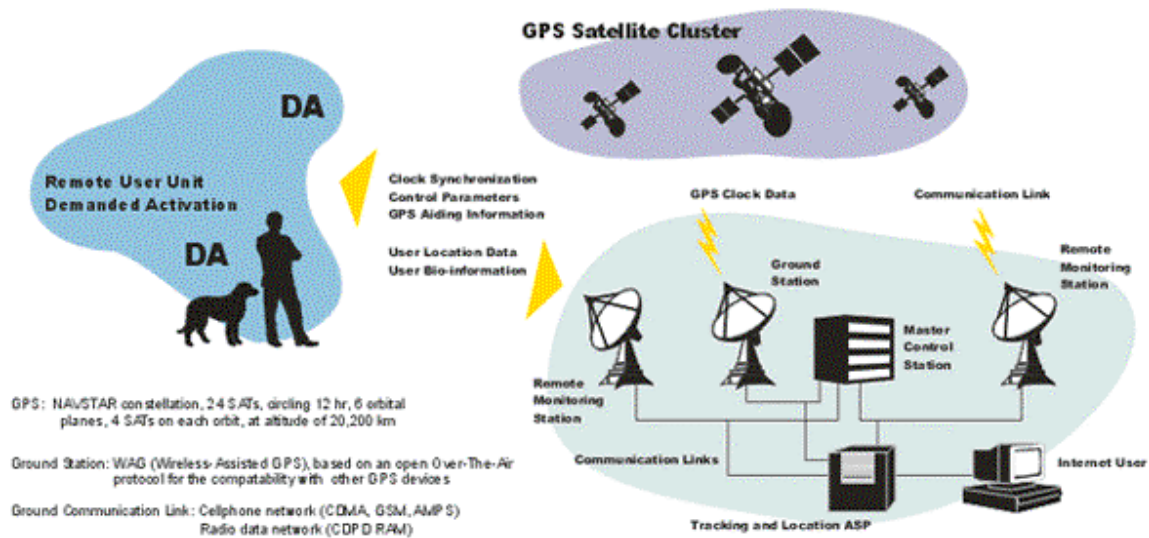 GPS Satellite Cluster
DA
Remote User Unit
Demanded Activation
DA
Clock Synchronization
Control Parameters
GPS Aiding Information
User Location Data
User Bio-information
GPS Clock Data
Communication Link
Ground
Station
Remote
Monitoring
Station
Master
Control
Station
Remote
Monitoring
Station
Communication Links
Internet User
Tracking and Location ASP
GPS: NAVSTAR constellation, 24 SATs, circling 12 hr, 6 orbital
planes, 4 SATs on each orbit, at altitude of 20,200 km
Ground Station: WAG (Wireless-Assisted GPS), based on an open Over-The-Air
protocol for the compatability with other GPS devices
Ground Communication Link: Cellphone network (CDMA, GSM, AMPS)
Radio data network (CDPD RAM)